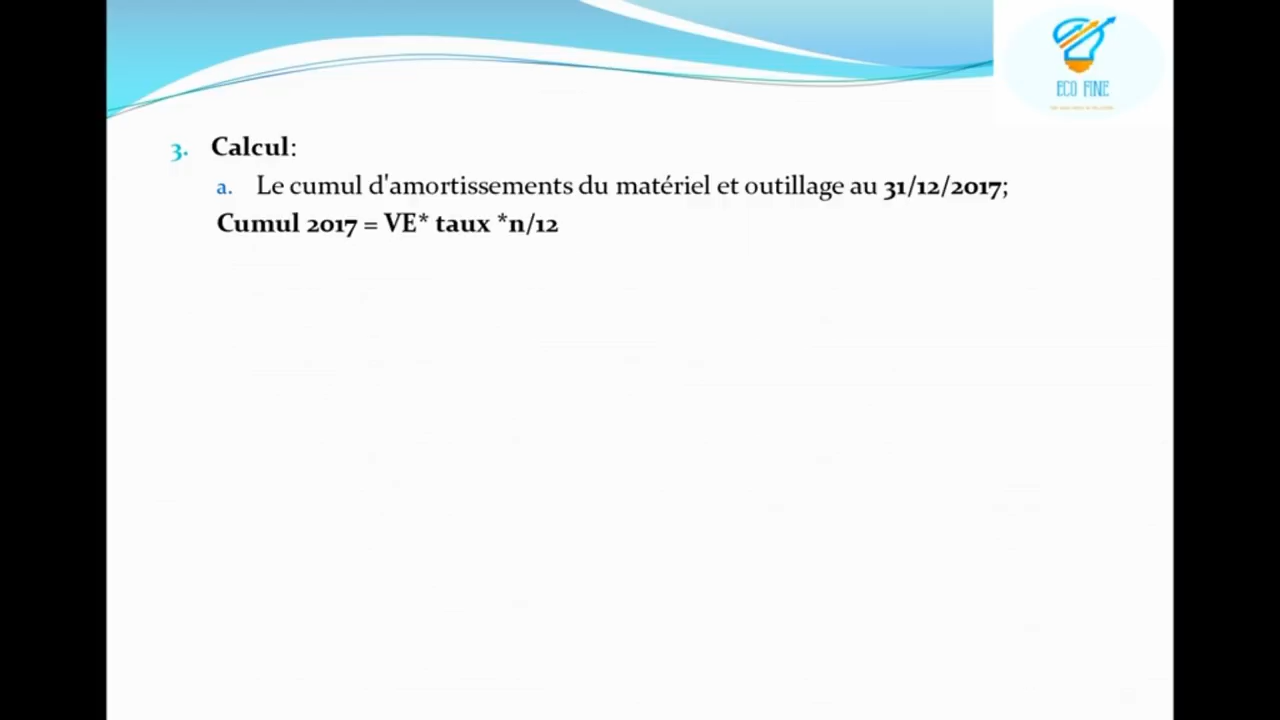 ECO FINE
3. Calcul:
a. Le cumul d'amortissements du matériel et outillage au 31/12/2017;
Cumul 2017 = VE* taux *n/12